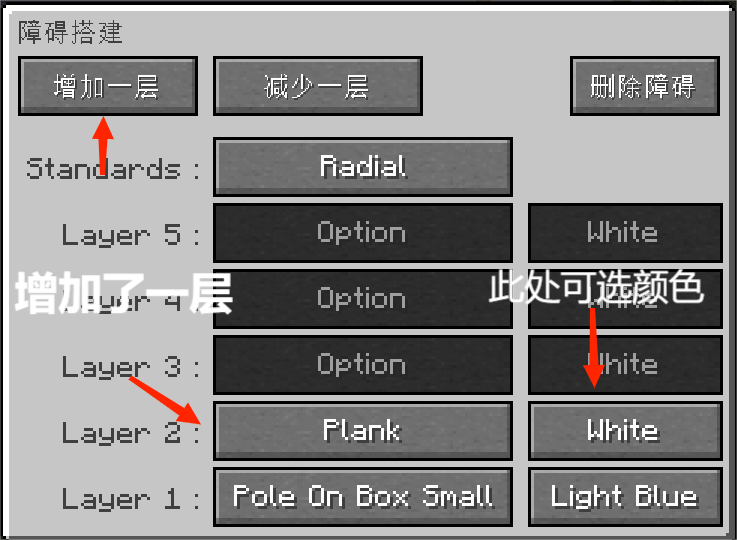 障碍搭建
增加一层 减少一层 删除障碍
Standards : Radial
Layer 5 : Option White
Layer 4 : Option White
增加了一层 此处可选颜色
Layer 3 : Option White
Layer 2 : Plank White
Layer 1 : Pole On Box Small Light Blue